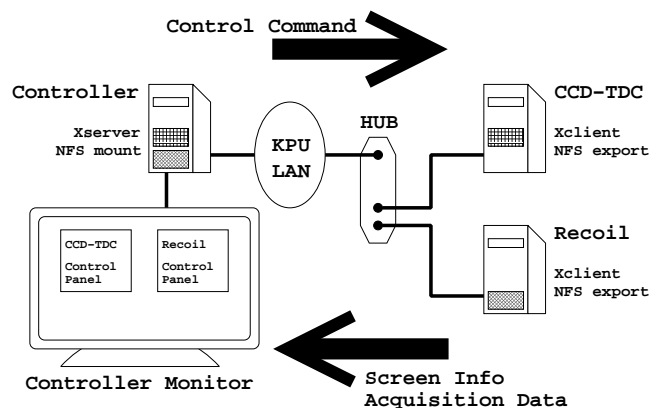 Control Command
Controller
CCD-TDC
HUB
Xserver
NFS mount
KPU
LAN
Xclient
NFS export
CCD-TDC
Control
Panel
Recoil
Control
Panel
Recoil
Xclient
NFS export
Controller Monitor
Screen Info
Acquisition Data